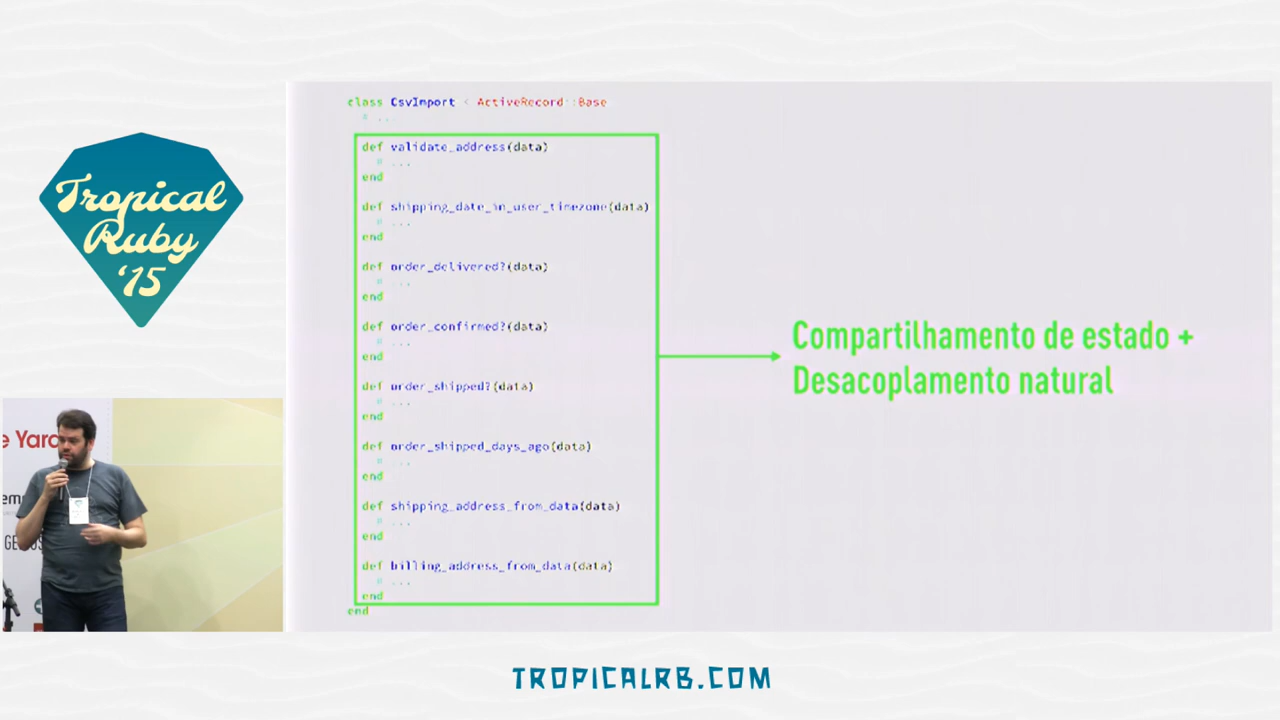 Tropical
Ruby
'15
class CsvImport < ActiveRecord::Base
# ...
def validate_address(data)
# ...
end
def shipping_date_in_user_timezone(data)
# ...
end
def order_delivered?(data)
# ...
end
def order_confirmed?(data)
# ...
end
def order_shipped?(data)
# ...
end
def order_shipped_days_ago(data)
# ...
end
def shipping_address_from_data(data)
# ...
end
def billing_address_from_data(data)
# ...
end
end
Compartilhamento de estado +
Desacoplamento natural
TROPICALRB.COM